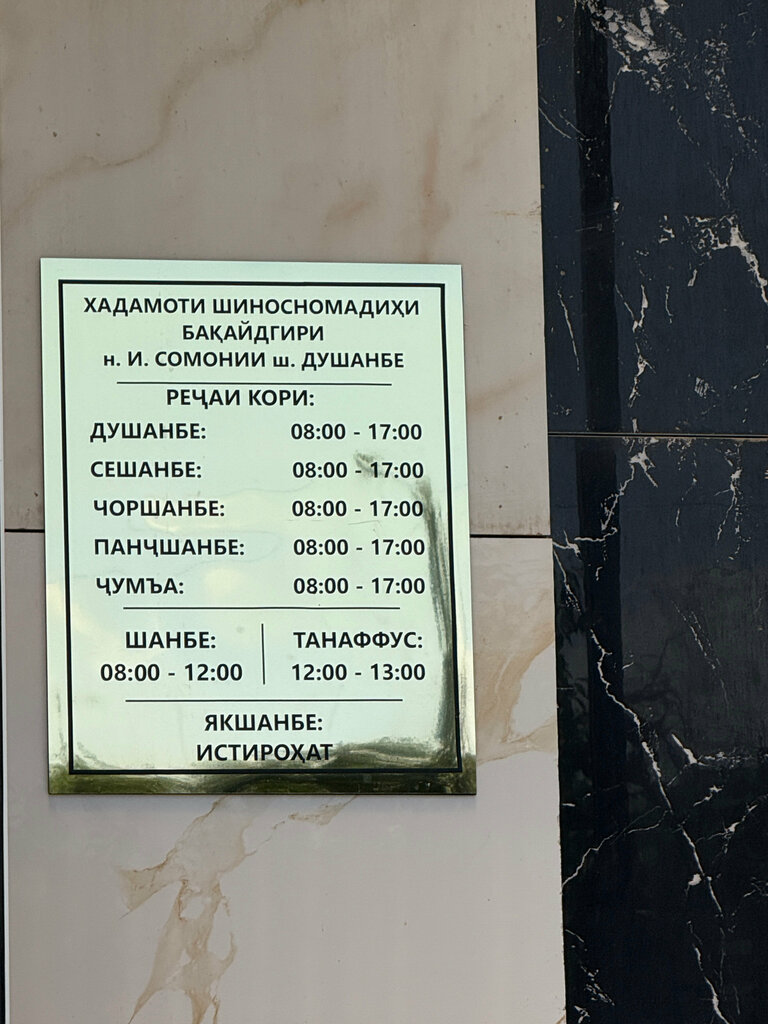 ХАДАМОТИ ШИНОСНОМАДИҲИ
БАҚАЙДГИРИ
н. И. СОМОНИИ ш. ДУШАНБЕ
РЕҶАИ КОРИ:
ДУШАНБЕ: 08:00 - 17:00
СЕШАНБЕ: 08:00 - 17:00
ЧОРШАНБЕ: 08:00 - 17:00
ПАНҶШАНБЕ: 08:00 - 17:00
ҶУМЪА: 08:00 - 17:00
ШАНБЕ:
08:00 - 12:00
ТАНАФФУС:
12:00 - 13:00
ЯКШАНБЕ:
ИСТИРОҲАТ